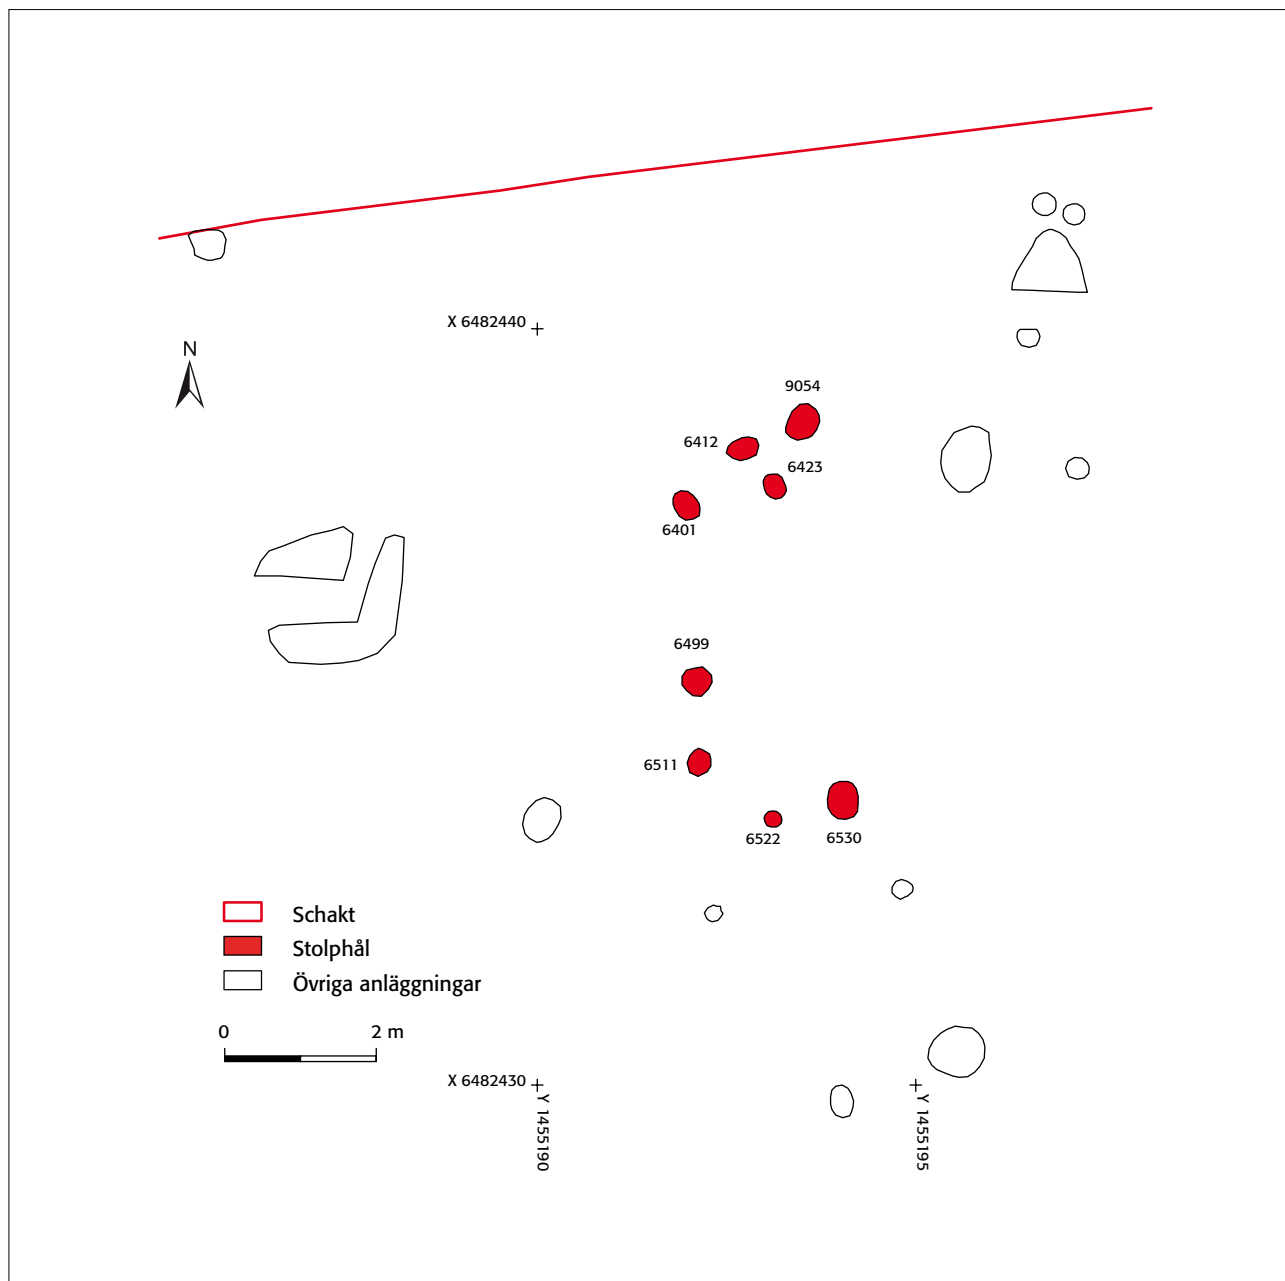 X 6482440
N
9054
6412
6423
6401
6499
6511
6522
6530
Schakt
Stolphål
Övriga anläggningar
0 2 m
X 6482430
Y 1455190
Y 1455195